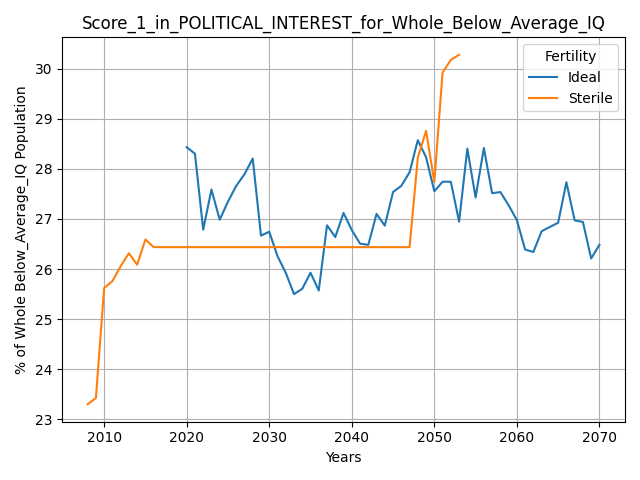 Score_1_in_POLITICAL_INTEREST_for_Whole_Below_Average_IQ
Fertility
Ideal
Sterile
% of Whole Below_Average_IQ Population
30
29
28
27
26
25
24
23
2010
2020
2030
2040
2050
2060
2070
Years